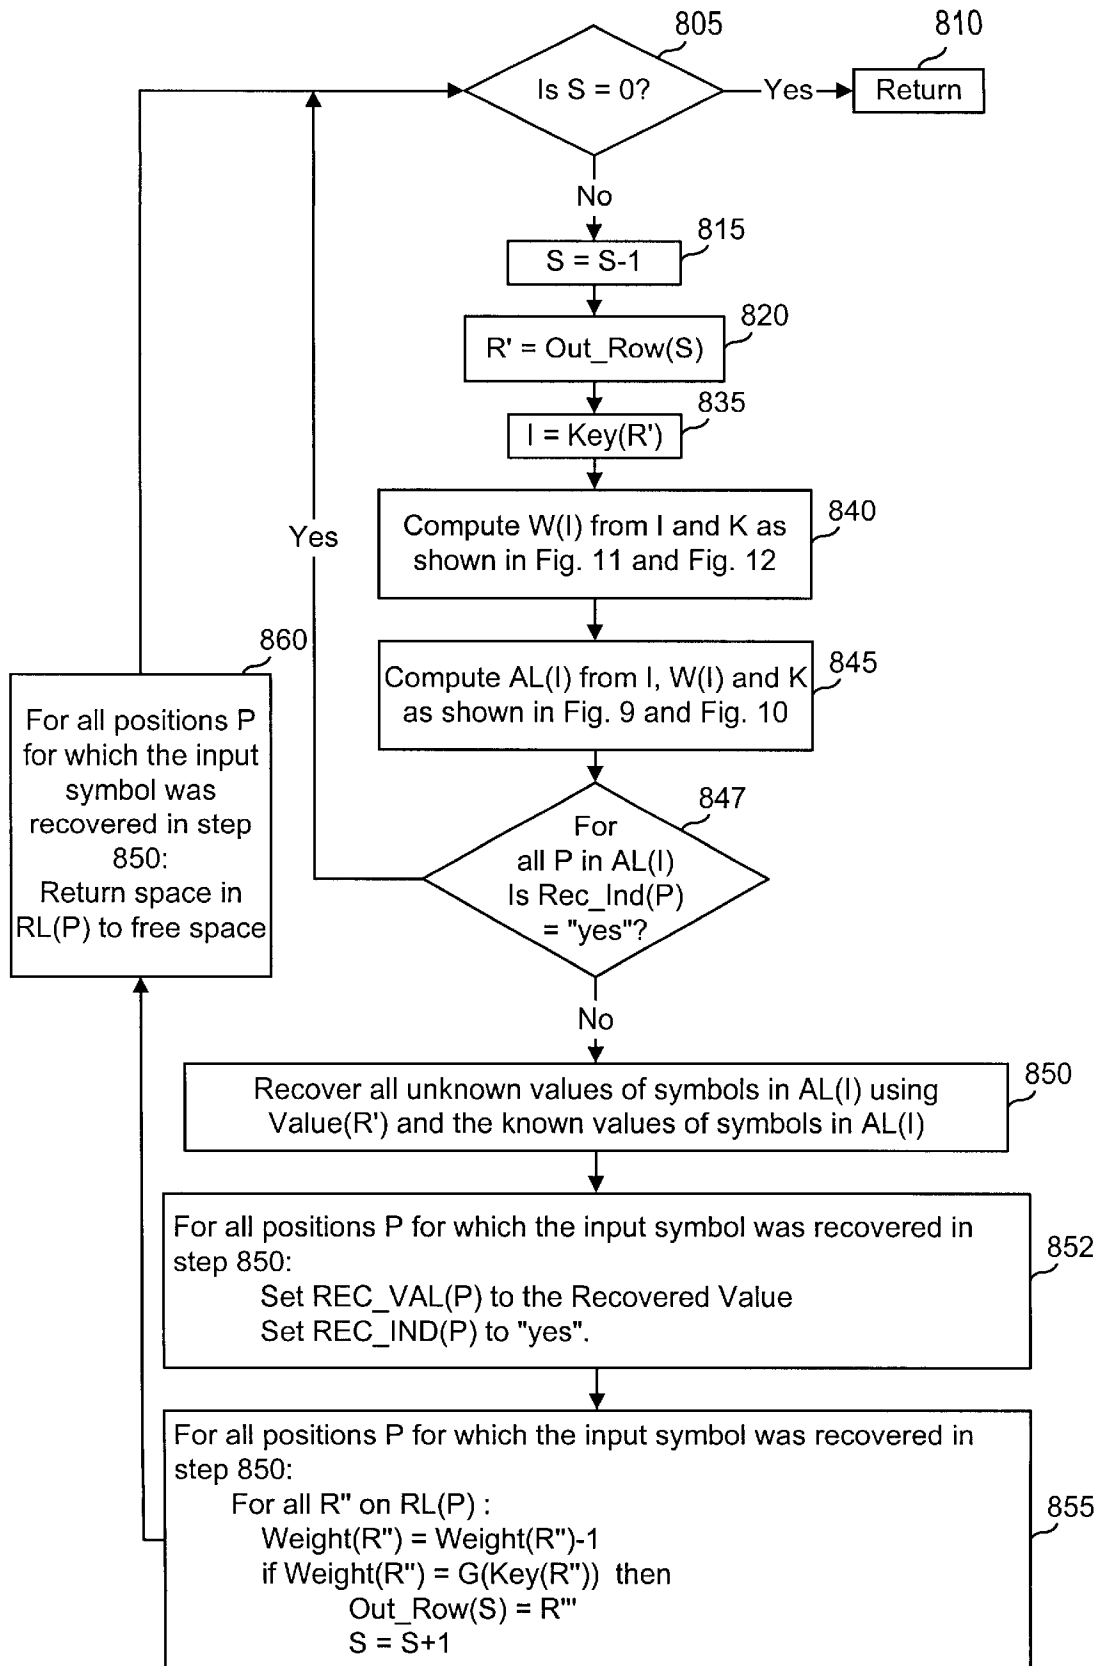 805
Is S = 0?
Yes
810
Return
No
815
S = S-1
820
R' = Out_Row(S)
835
I = Key(R')
840
Compute W(I) from I and K as
shown in Fig. 11 and Fig. 12
Yes
845
Compute AL(I) from I, W(I) and K
as shown in Fig. 9 and Fig. 10
860
For all positions P
for which the input
symbol was
recovered in step
850:
Return space in
RL(P) to free space
847
For
all P in AL(I)
Is Rec_Ind(P)
= "yes"?
No
850
Recover all unknown values of symbols in AL(I) using
Value(R') and the known values of symbols in AL(I)
852
For all positions P for which the input symbol was recovered in
step 850:
Set REC_VAL(P) to the Recovered Value
Set REC_IND(P) to "yes".
855
For all positions P for which the input symbol was recovered in
step 850:
For all R" on RL(P) :
Weight(R") = Weight(R")-1
if Weight(R") = G(Key(R")) then
Out_Row(S) = R"'
S = S+1